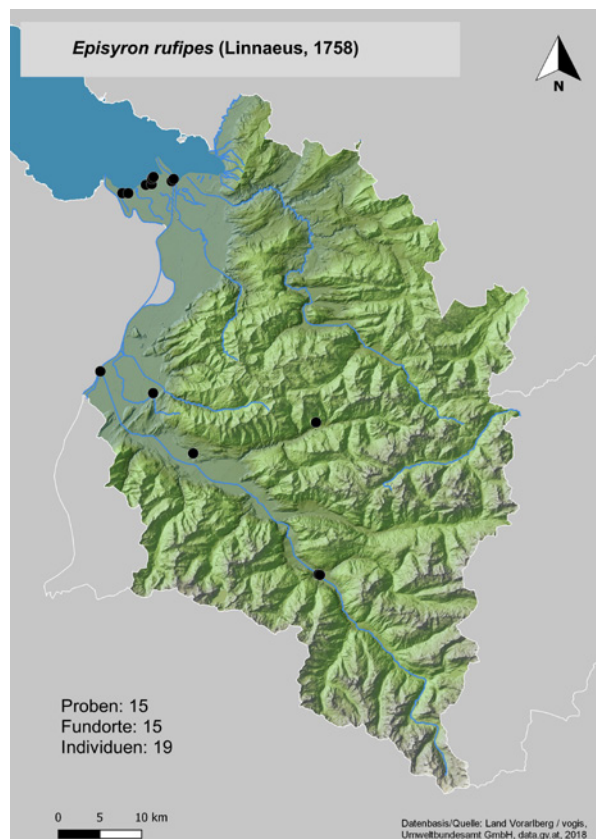 Episyron rufipes (Linnaeus, 1758)
N
Proben: 15
Fundorte: 15
Individuen: 19
0 5 10 km
Datenbasis/Quelle: Land Vorarlberg / vogis,
Umweltbundesamt GmbH, data.gv.at, 2018